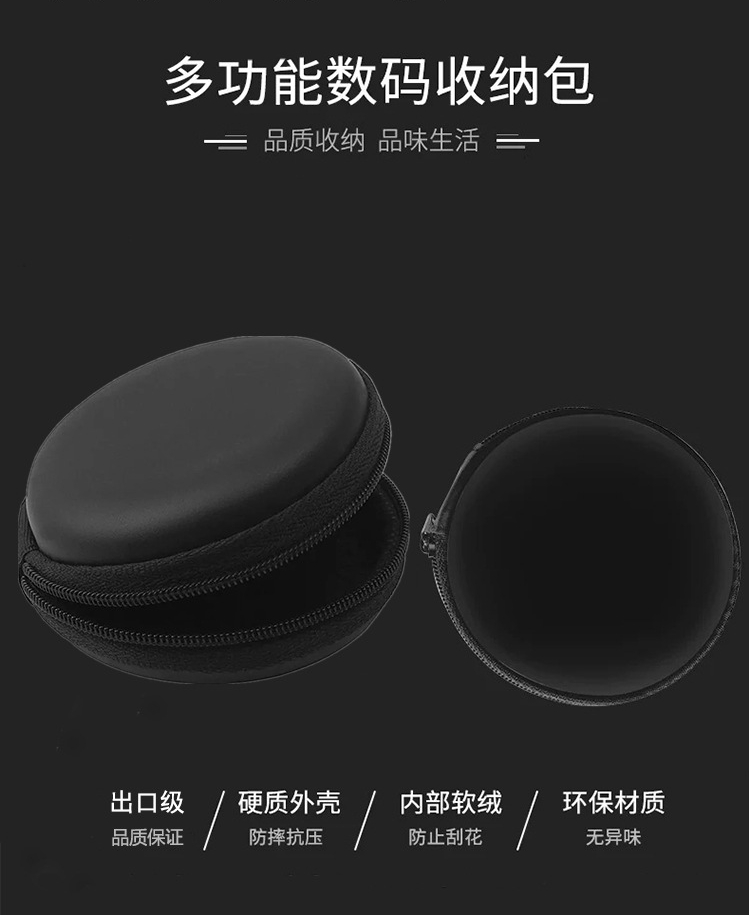 多功能数码收纳包
品质收纳 品味生活
出口级 硬质外壳 内部软绒 环保材质
品质保证 防摔抗压 防止刮花 无异味